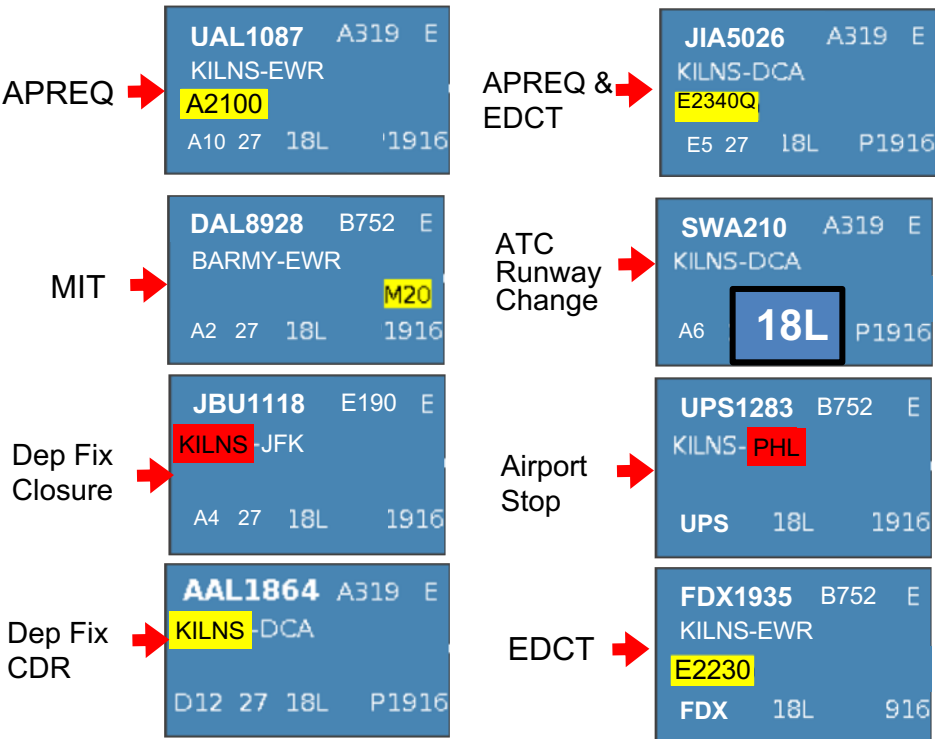 APREQ
UAL1087 A319 E
KILNS-EWR
A2100
A10 27 18L 1916
APREQ &
EDCT
JIA5026 A319 E
KILNS-DCA
E2340Q
E5 27 18L P1916
MIT
DAL8928 B752 E
BARMY-EWR
M20
A2 27 18L 1916
ATC
Runway
Change
SWA210 A319 E
KILNS-DCA
A6 18L P1916
Dep Fix
Closure
JBU1118 E190 E
KILNS-JFK
A4 27 18L 1916
Airport
Stop
UPS1283 B752 E
KILNS-PHL
UPS 18L 1916
Dep Fix
CDR
AAL1864 A319 E
KILNS-DCA
D12 27 18L P1916
EDCT
FDX1935 B752 E
KILNS-EWR
E2230
FDX 18L 916